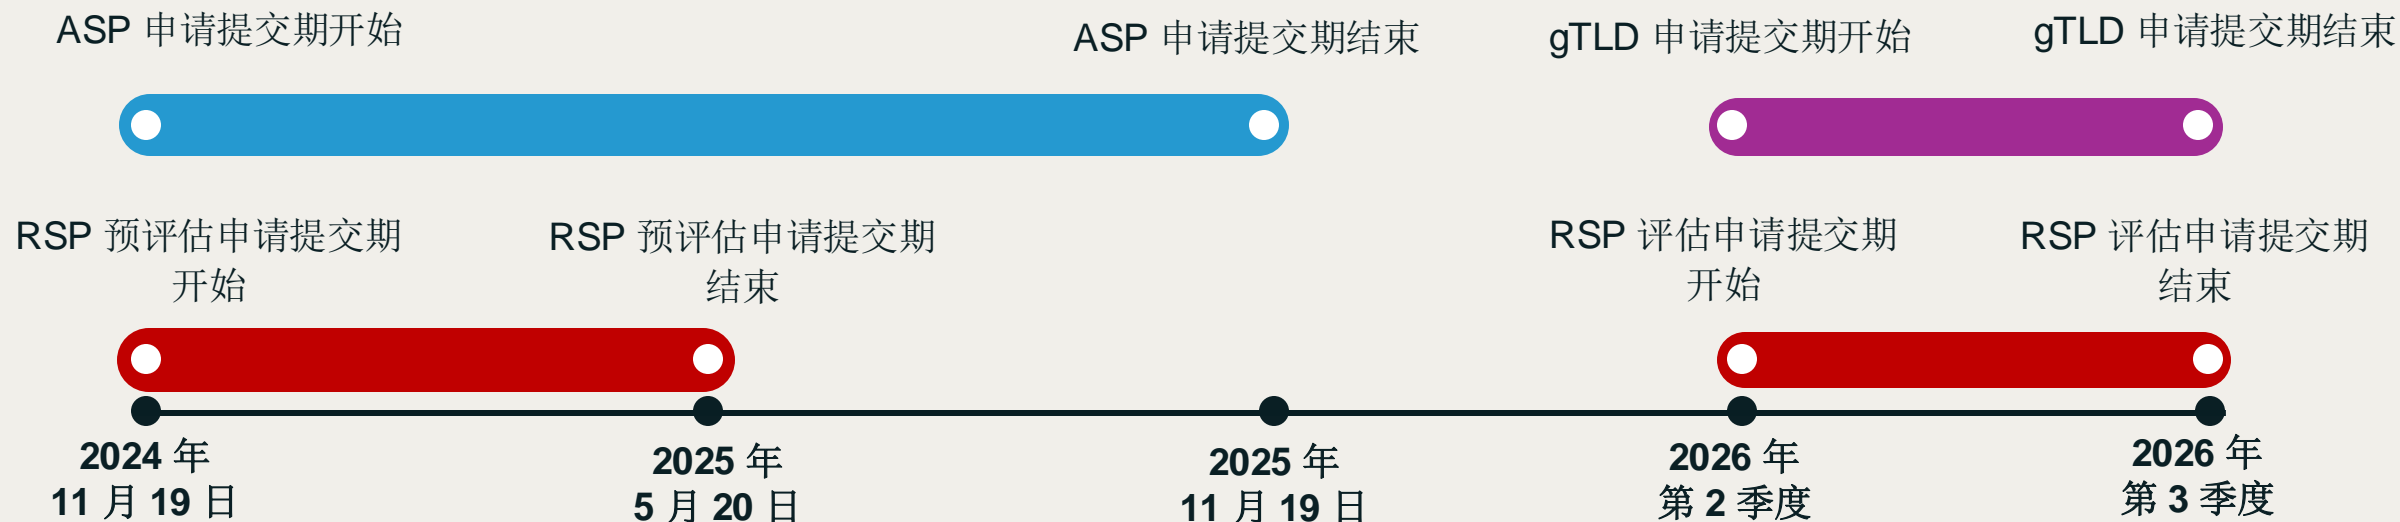 ASP 申请提交期开始
ASP 申请提交期结束
gTLD 申请提交期开始
gTLD 申请提交期结束
RSP 预评估申请提交期
开始
RSP 预评估申请提交期
结束
RSP 评估申请提交期
开始
RSP 评估申请提交期
结束
2024 年
11 月 19 日
2025 年
5 月 20 日
2025 年
11 月 19 日
2026 年
第 2 季度
2026 年
第 3 季度